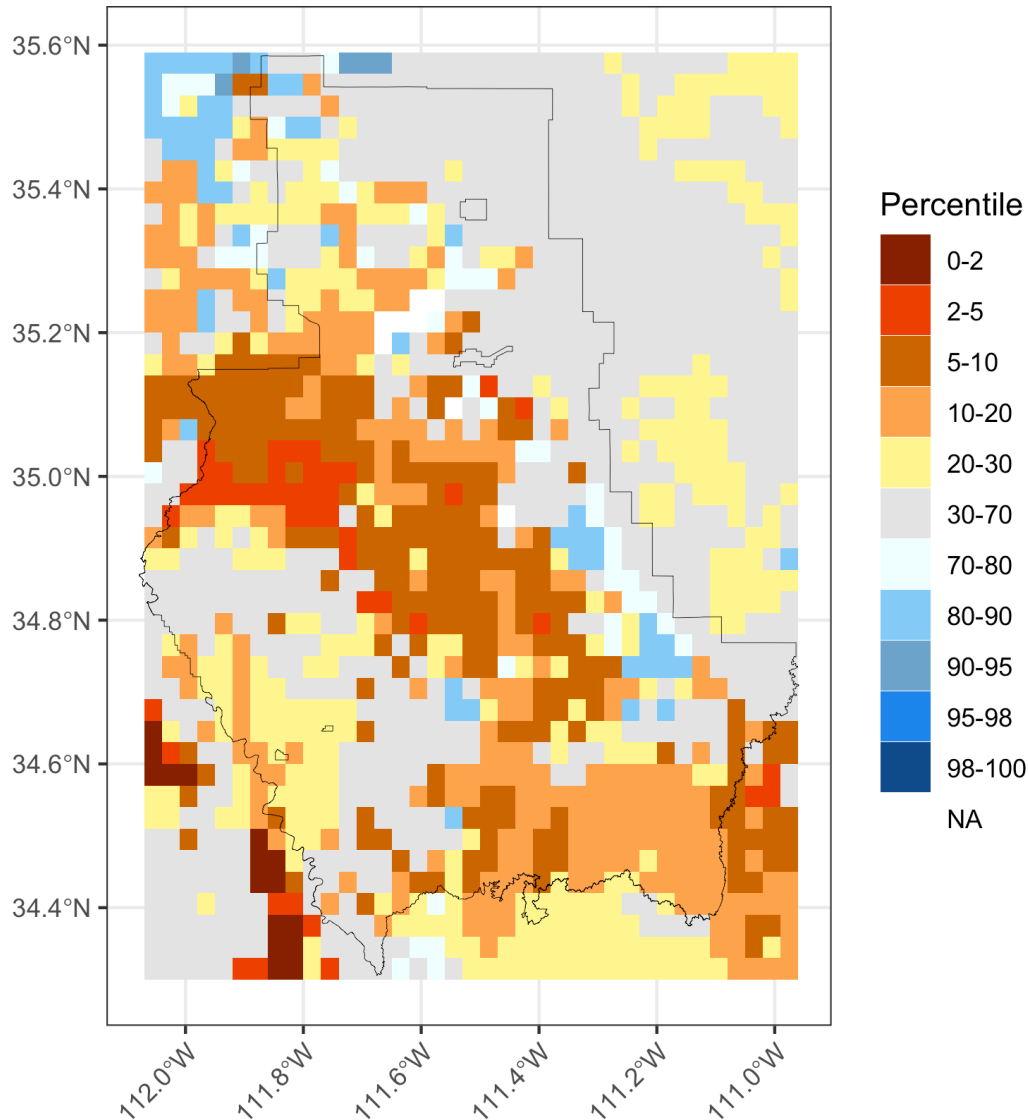 35.6°N
35.4°N
35.2°N
35.0°N
34.8°N
34.6°N
34.4°N
112.0°W
111.8°W
111.6°W
111.4°W
111.2°W
111.0°W
Percentile
0-2
2-5
5-10
10-20
20-30
30-70
70-80
80-90
90-95
95-98
98-100
NA